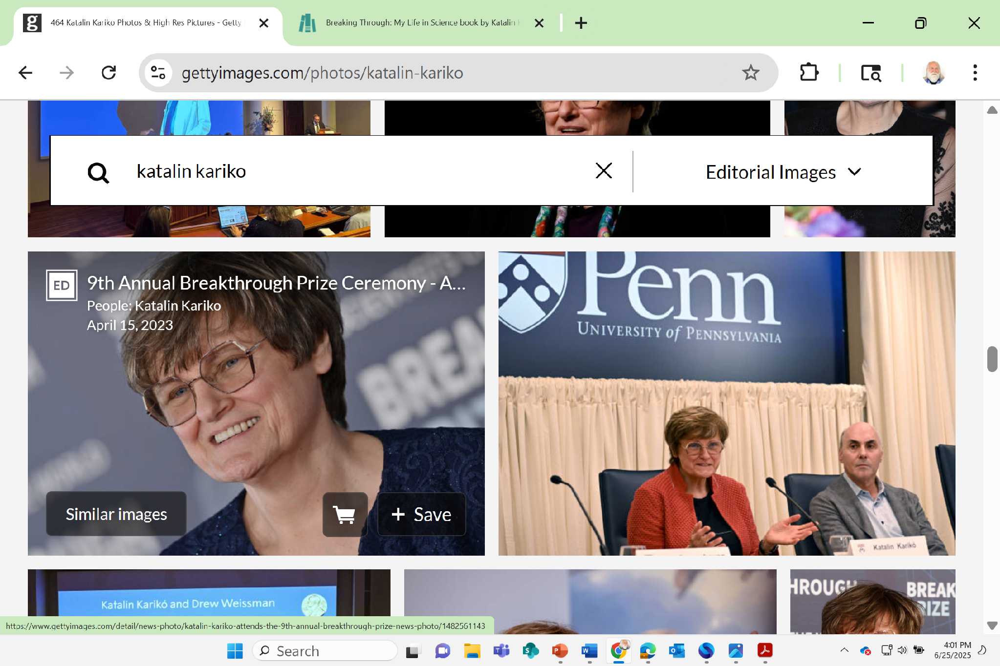 464 Katalin Kariko Photos & High Res Pictures - Getty
Breaking Through: My Life in Science book by Katalin
gettyimages.com/photos/katalin-kariko
katalin kariko
Editorial Images
ED
9th Annual Breakthrough Prize Ceremony - A...
People: Katalin Kariko
April 15, 2023
BREA
Similar images
+ Save
Penn
UNIVERSITY of PENNSYLVANIA
Katalin Karikó
Katalin Karikó and Drew Weissman
HROUGH
BREAK
RIZE
https://www.gettyimages.com/detail/news-photo/katalin-kariko-attends-the-9th-annual-breakthrough-prize-news-photo/1482561143
Search
4:01 PM
6/25/2025